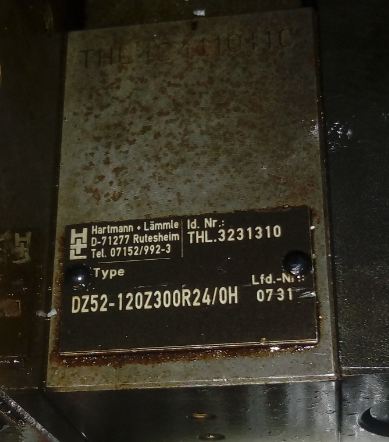 Hartmann + Lämmle
D-71277 Rutesheim
Tel. 07152/992-3
Id. Nr.:
THL.3231310
Type
Lfd.-Nr.:
DZ52-120Z300R24/0H 0731